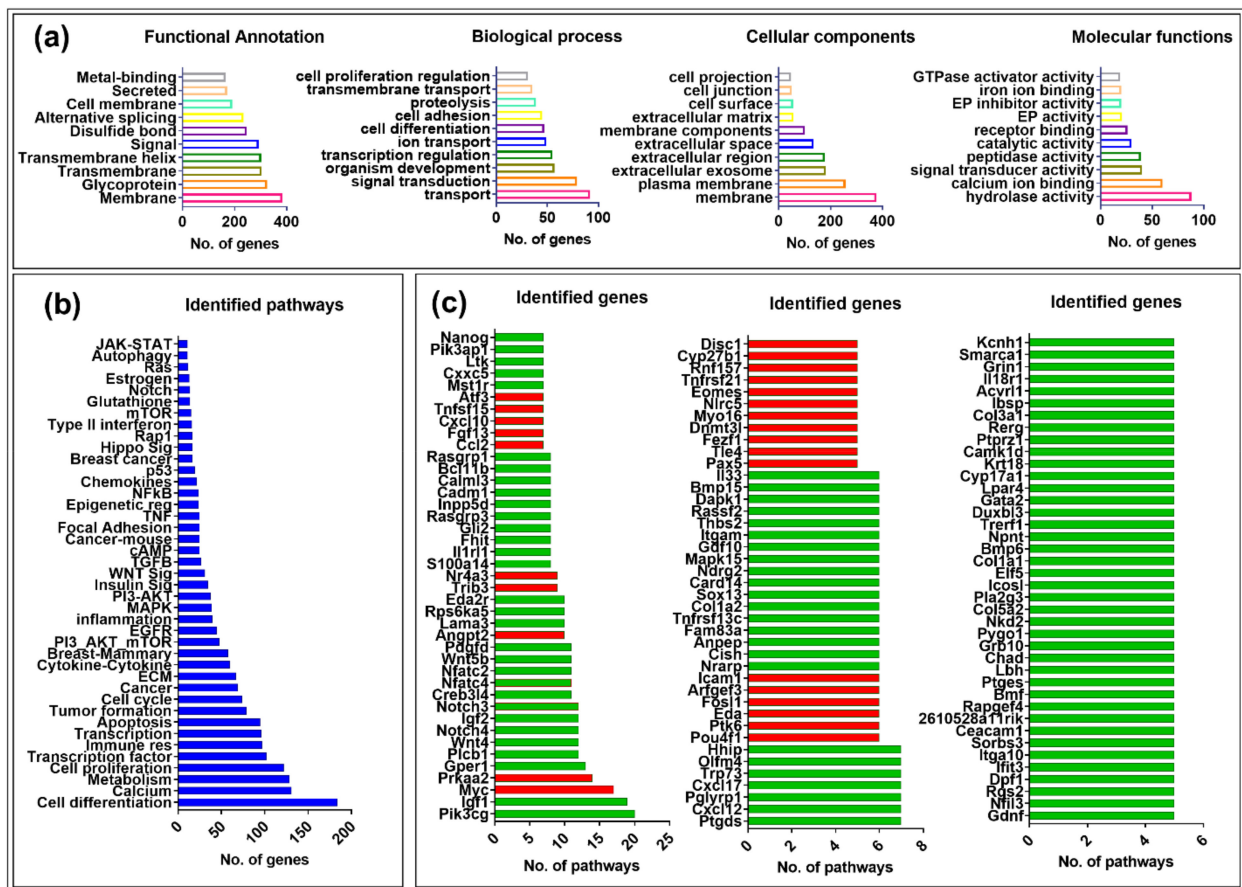 (a)
Functional Annotation
Metal-binding
Secreted
Cell membrane
Alternative splicing
Disulfide bond
Signal
Transmembrane helix
Transmembrane
Glycoprotein
Membrane
0 200 400
No. of genes
Biological process
cell proliferation regulation
transmembrane transport
proteolysis
cell adhesion
cell differentiation
ion transport
transcription regulation
organism development
signal transduction
transport
0 50 100
No. of genes
Cellular components
cell projection
cell junction
cell surface
extracellular matrix
membrane components
extracellular space
extracellular region
extracellular exosome
plasma membrane
membrane
0 200 400
No. of genes
Molecular functions
GTPase activator activity
iron ion binding
EP inhibitor activity
EP activity
receptor binding
catalytic activity
peptidase activity
signal transducer activity
calcium ion binding
hydrolase activity
0 50 100
No. of genes
(b)
Identified pathways
JAK-STAT
Autophagy
Ras
Estrogen
Notch
Glutathione
mTOR
Type II interferon
Rap1
Hippo Sig
Breast cancer
p53
Chemokines
NFkB
Epigenetic reg
TNF
Focal Adhesion
Cancer-mouse
cAMP
TGFB
WNT Sig
Insulin Sig
PI3-AKT
MAPK
inflammation
EGFR
PI3_AKT_mTOR
Breast-Mammary
Cytokine-Cytokine
ECM
Cancer
Cell cycle
Tumor formation
Apoptosis
Transcription
Immune res
Transcription factor
Cell proliferation
Metabolism
Calcium
Cell differentiation
0 50 100 150 200
No. of genes
(c)
Identified genes
Nanog
Pik3ap1
Ltk
Cxxc5
Mst1r
Atf3
Tnfsf15
Cxcl10
Fgf13
Ccl2
Rasgrp1
Bcl11b
Calml3
Cadm1
Inpp5d
Rasgrp3
Gli2
Fhit
Il1rl1
S100a14
Nr4a3
Trib3
Eda2r
Rps6ka5
Lama3
Angpt2
Pdgfd
Wnt5b
Nfatc2
Nfatc4
Creb3l4
Notch3
Igf2
Notch4
Wnt4
Plcb1
Gper1
Prkaa2
Myc
Igf1
Pik3cg
0 5 10 15 20 25
No. of pathways
Identified genes
Disc1
Cyp27b1
Rnf157
Tnfrsf21
Eomes
Nlrc5
Myo16
Dnmt3l
Fezf1
Tle4
Pax5
Il33
Bmp15
Dapk1
Rassf2
Thbs2
Itgam
Gdf10
Mapk15
Ndrg2
Card14
Sox13
Col1a2
Tnfrsf13c
Fam83a
Anpep
Cish
Nrarp
Icam1
Arfgef3
Fosl1
Eda
Ptk6
Pou4f1
Hhip
Olfm4
Trp73
Cxcl17
Pglyrp1
Cxcl12
Ptgds
0 2 4 6 8
No. of pathways
Identified genes
Kcnh1
Smarca1
Grin1
Il18r1
Acvrl1
Ibsp
Col3a1
Rerg
Ptprz1
Camk1d
Krt18
Cyp17a1
Lpar4
Gata2
Duxbl3
Trerf1
Npnt
Bmp6
Col1a1
Elf5
Icosl
Pla2g3
Col5a2
Nkd2
Pygo1
Grb10
Chad
Lbh
Ptges
Bmf
Rapgef4
2610528a11rik
Ceacam1
Sorbs3
Itga10
Ifit3
Dpf1
Rgs2
Nfil3
Gdnf
0 2 4 6
No. of pathways